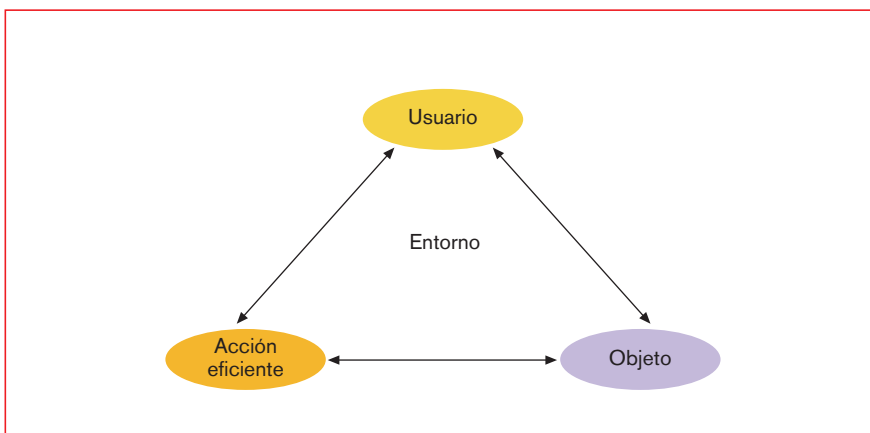 Usuario
Entorno
Acción
eficiente
Objeto